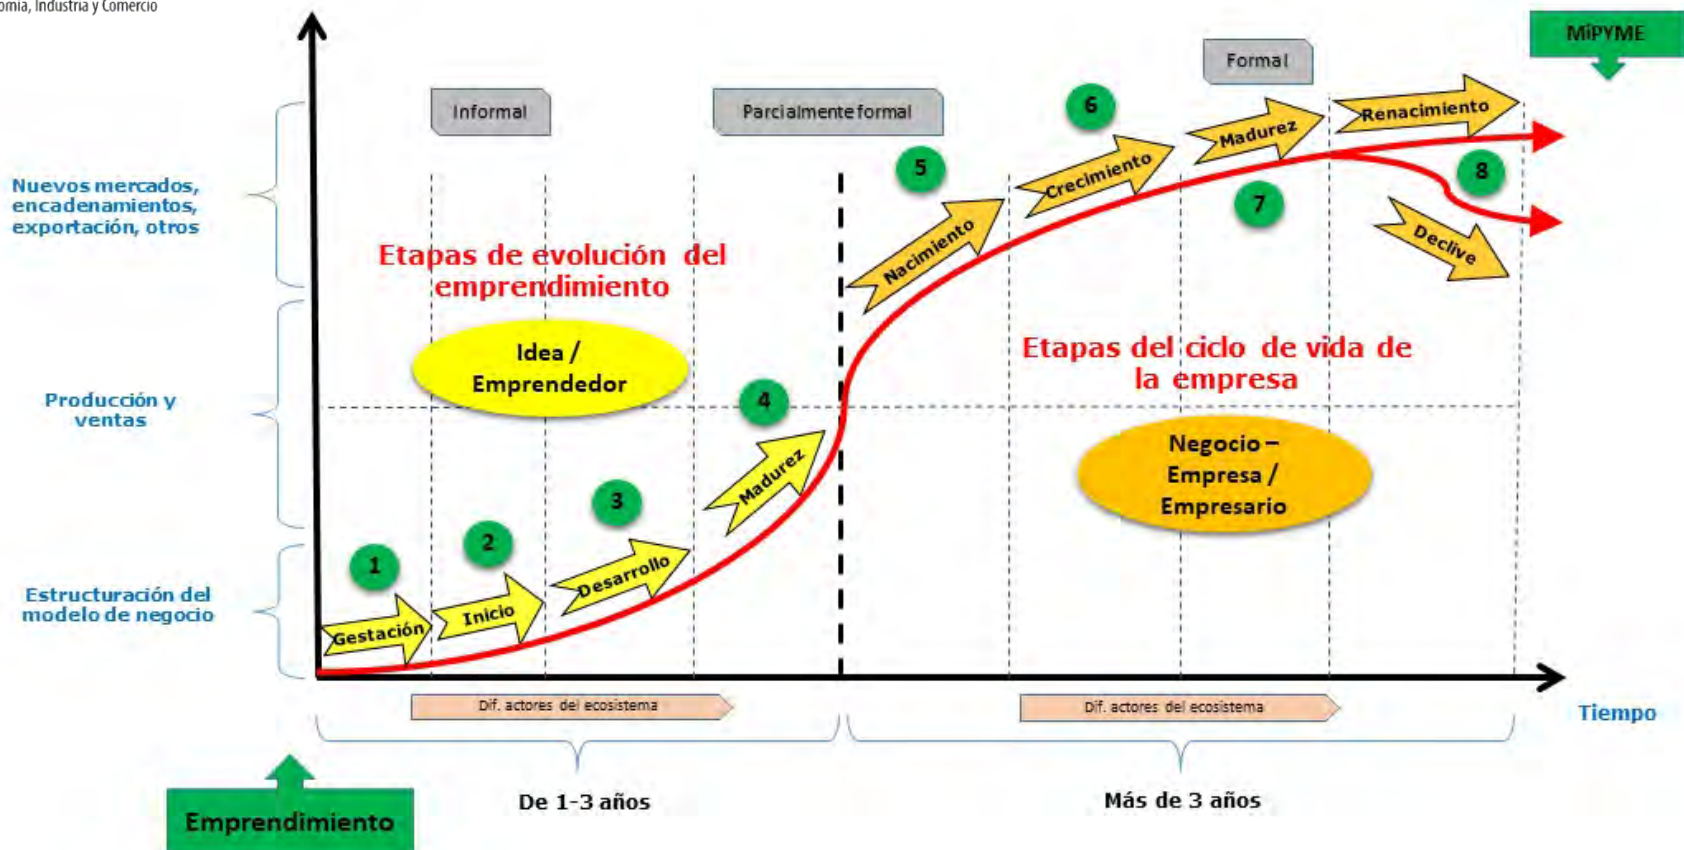 Industria y Comercio
MiPYME
Formal
Informal
Parcialmente formal
6
Madurez
Renacimiento
5
Crecimiento
8
7
Nuevos mercados,
encadenamientos,
exportación, otros
Etapas de evolución del
emprendimiento
Nacimiento
Declive
Idea /
Emprendedor
Etapas del ciclo de vida de
la empresa
Producción y
ventas
4
Madurez
Negocio –
Empresa /
Empresario
3
2
1
Desarrollo
Inicio
Gestación
Estructuración del
modelo de negocio
Dif. actores del ecosistema
Dif. actores del ecosistema
Tiempo
De 1-3 años
Más de 3 años
Emprendimiento